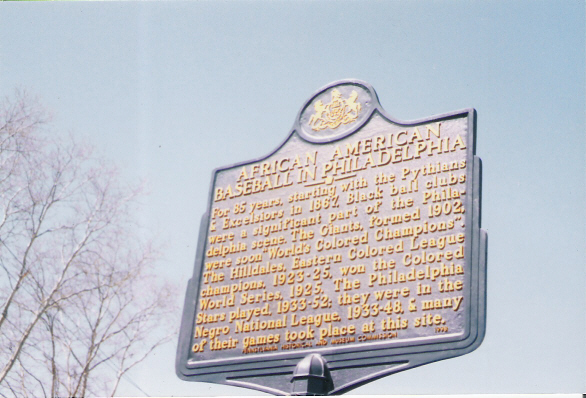 AFRICAN AMERICAN
BASEBALL IN PHILADELPHIA
For 85 years, starting with the Pythians
& Excelsiors in 1867, black ball clubs
were a significant part of the Phila-
delphia scene. The Giants, formed 1902,
were soon "World's Colored Champions."
The Hilldales, Eastern Colored League
champions, 1923-25, won the Colored
World Series, 1925. The Philadelphia
Stars played, 1933-52; they were in the
Negro National League, 1933-48, & many
of their games took place at this site.
PENNSYLVANIA HISTORICAL AND MUSEUM COMMISSION 1998